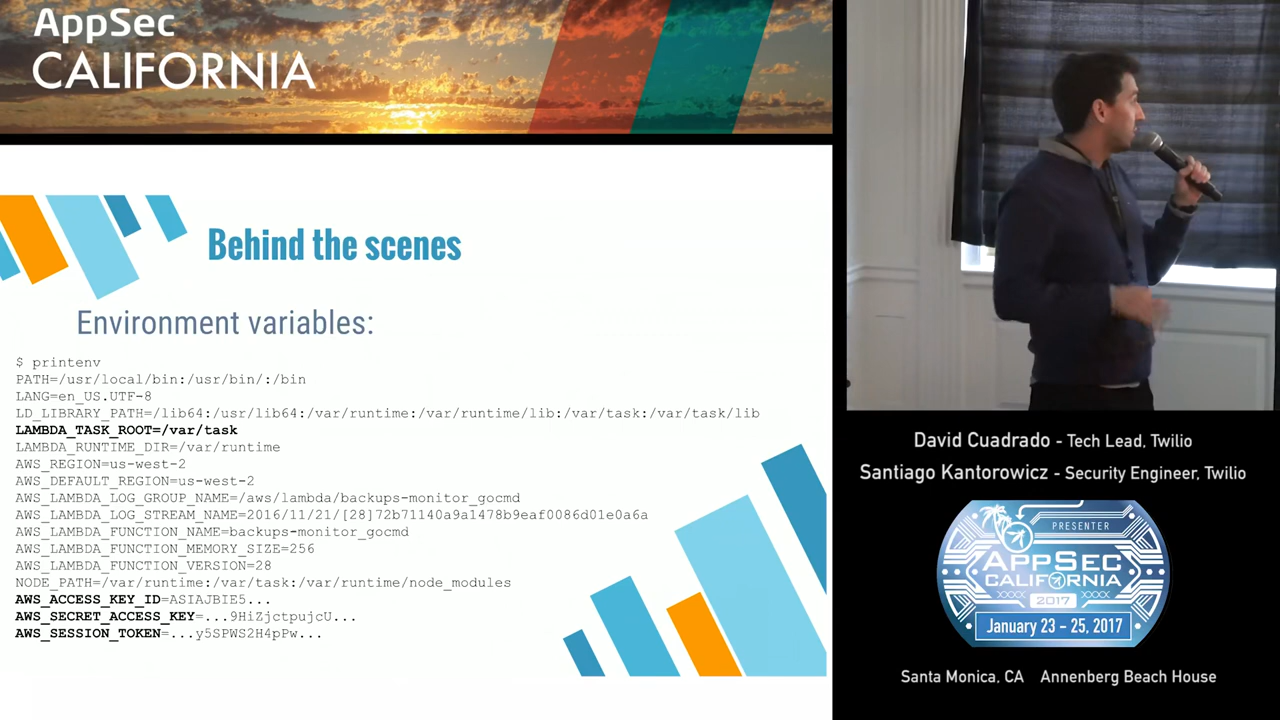 AppSec
CALIFORNIA
Behind the scenes
Environment variables:
$ printenv
PATH=/usr/local/bin:/usr/bin/:/bin
LANG=en_US.UTF-8
LD_LIBRARY_PATH=/lib64:/usr/lib64:/var/runtime:/var/runtime/lib:/var/task:/var/task/lib
LAMBDA_TASK_ROOT=/var/task
LAMBDA_RUNTIME_DIR=/var/runtime
AWS_REGION=us-west-2
AWS_DEFAULT_REGION=us-west-2
AWS_LAMBDA_LOG_GROUP_NAME=/aws/lambda/backups-monitor_gocmd
AWS_LAMBDA_LOG_STREAM_NAME=2016/11/21/[28]72b71140a9a1478b9eaf0086d01e0a6a
AWS_LAMBDA_FUNCTION_NAME=backups-monitor_gocmd
AWS_LAMBDA_FUNCTION_MEMORY_SIZE=256
AWS_LAMBDA_FUNCTION_VERSION=28
NODE_PATH=/var/runtime:/var/task:/var/runtime/node_modules
AWS_ACCESS_KEY_ID=ASIAJBIE5...
AWS_SECRET_ACCESS_KEY=...9HiZjctpujcU...
AWS_SESSION_TOKEN=...y5SPWS2H4pPw...
David Cuadrado - Tech Lead, Twilio
Santiago Kantorowicz - Security Engineer, Twilio
PRESENTER
APPSEC
CALIFORNIA
2017
January 23 - 25, 2017
Santa Monica, CA Annenberg Beach House